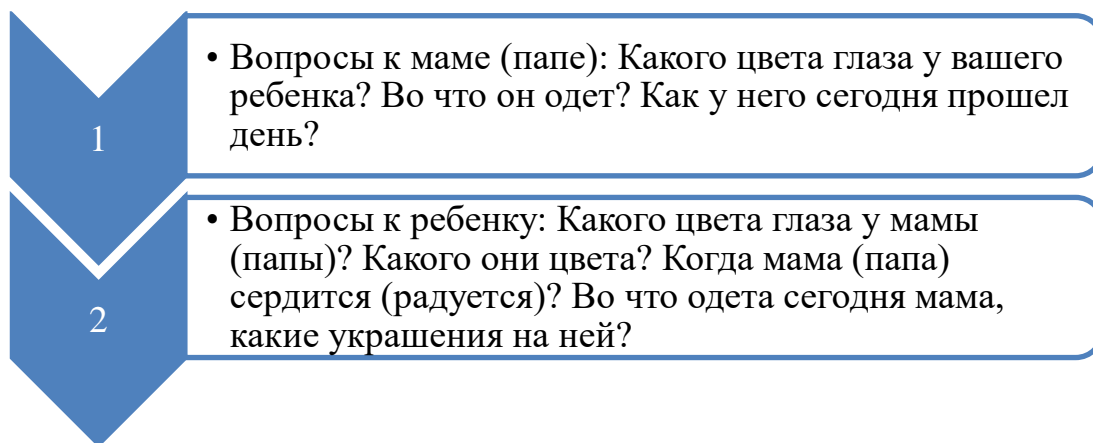 1
• Вопросы к маме (папе): Какого цвета глаза у вашего
ребенка? Во что он одет? Как у него сегодня прошел
день?
2
• Вопросы к ребенку: Какого цвета глаза у мамы
(папы)? Какого они цвета? Когда мама (папа)
сердится (радуется)? Во что одета сегодня мама,
какие украшения на ней?